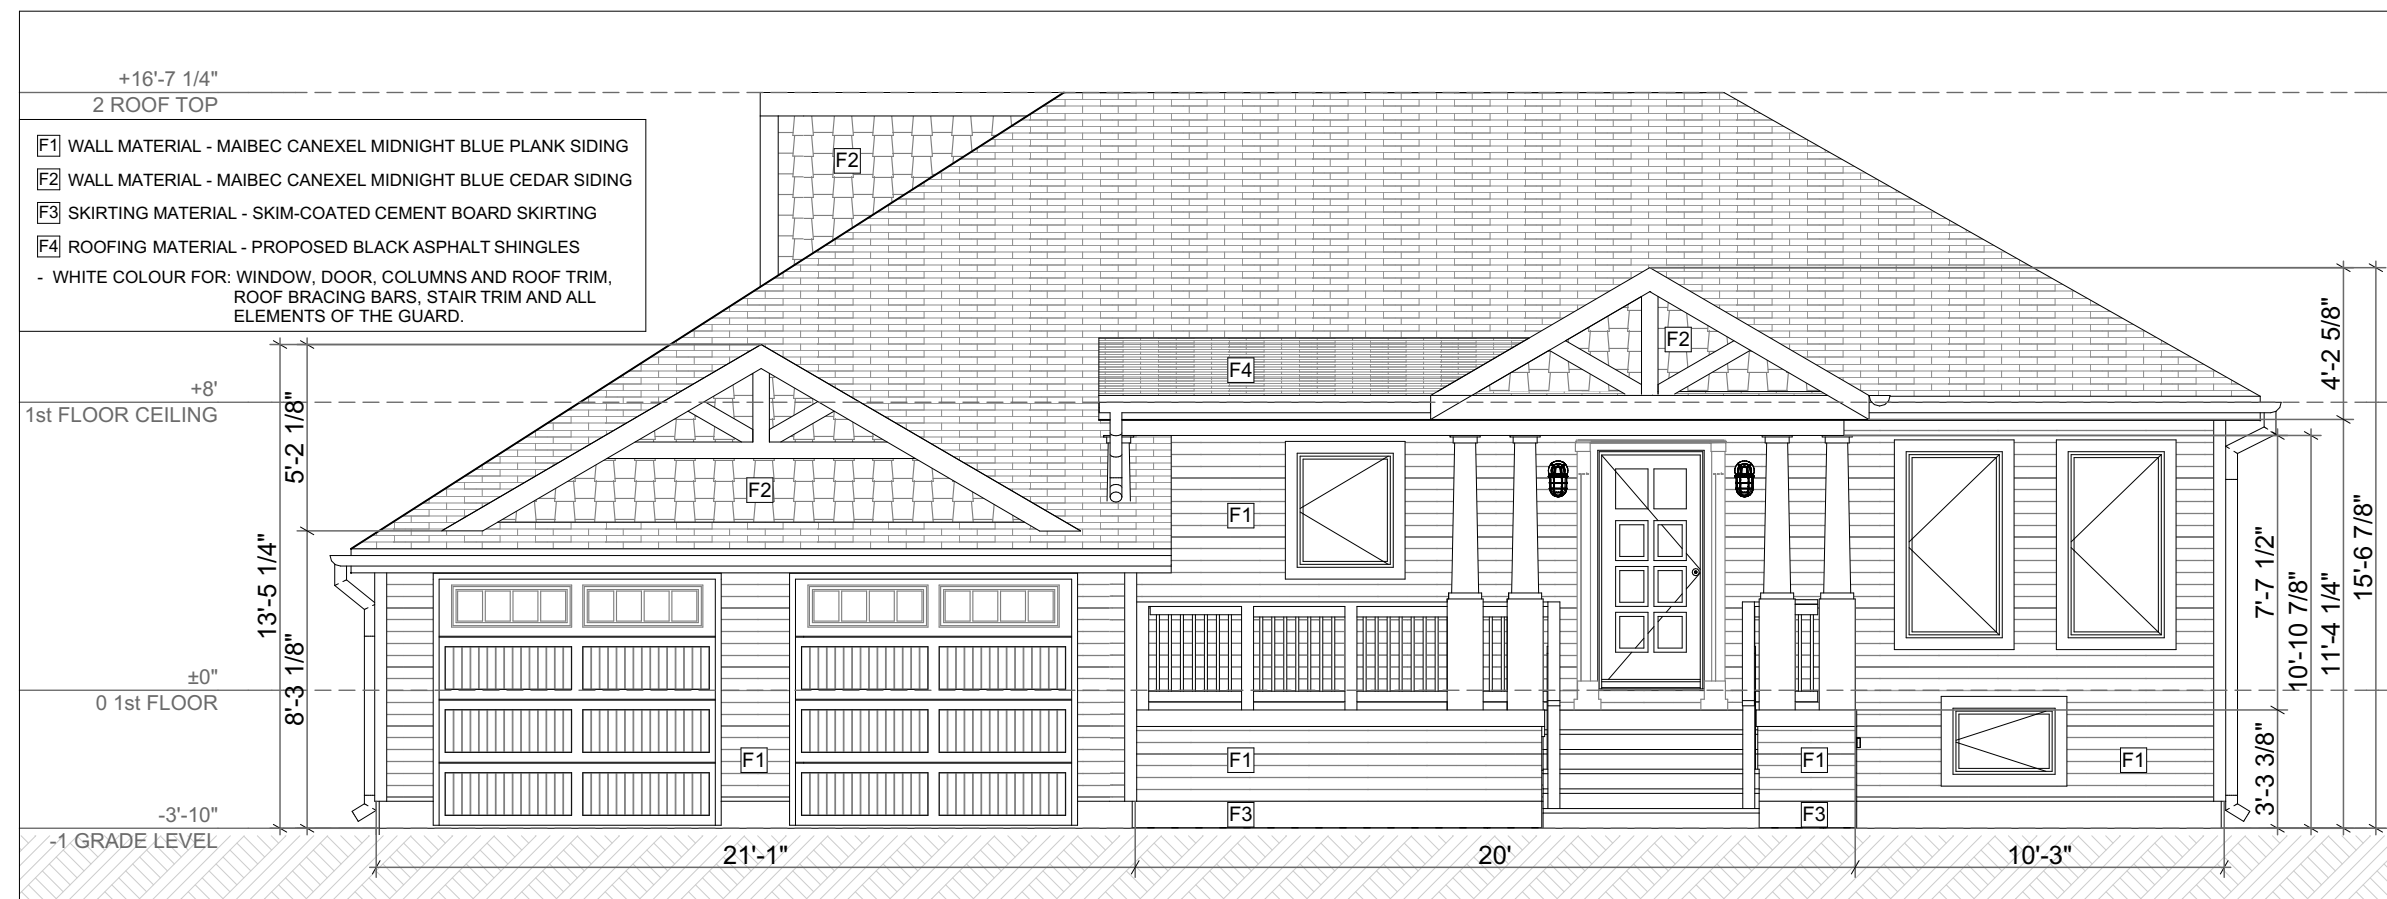 +16'-7 1/4"
2 ROOF TOP
F1 WALL MATERIAL - MAIBEC CANEXEL MIDNIGHT BLUE PLANK SIDING
F2 WALL MATERIAL - MAIBEC CANEXEL MIDNIGHT BLUE CEDAR SIDING
F3 SKIRTING MATERIAL - SKIM-COATED CEMENT BOARD SKIRTING
F4 ROOFING MATERIAL - PROPOSED BLACK ASPHALT SHINGLES
- WHITE COLOUR FOR: WINDOW, DOOR, COLUMNS AND ROOF TRIM,
ROOF BRACING BARS, STAIR TRIM AND ALL
ELEMENTS OF THE GUARD.
F2
F2
F4
4'-2 5/8"
+8'
1st FLOOR CEILING
5'-2 1/8"
F2
F1
13'-5 1/4"
15'-6 7/8"
7'-7 1/2"
10'-10 7/8"
11'-4 1/4"
±0"
0 1st FLOOR
8'-3 1/8"
F1
F1
F1
F1
3'-3 3/8"
F3
F3
-3'-10"
-1 GRADE LEVEL
21'-1"
20'
10'-3"